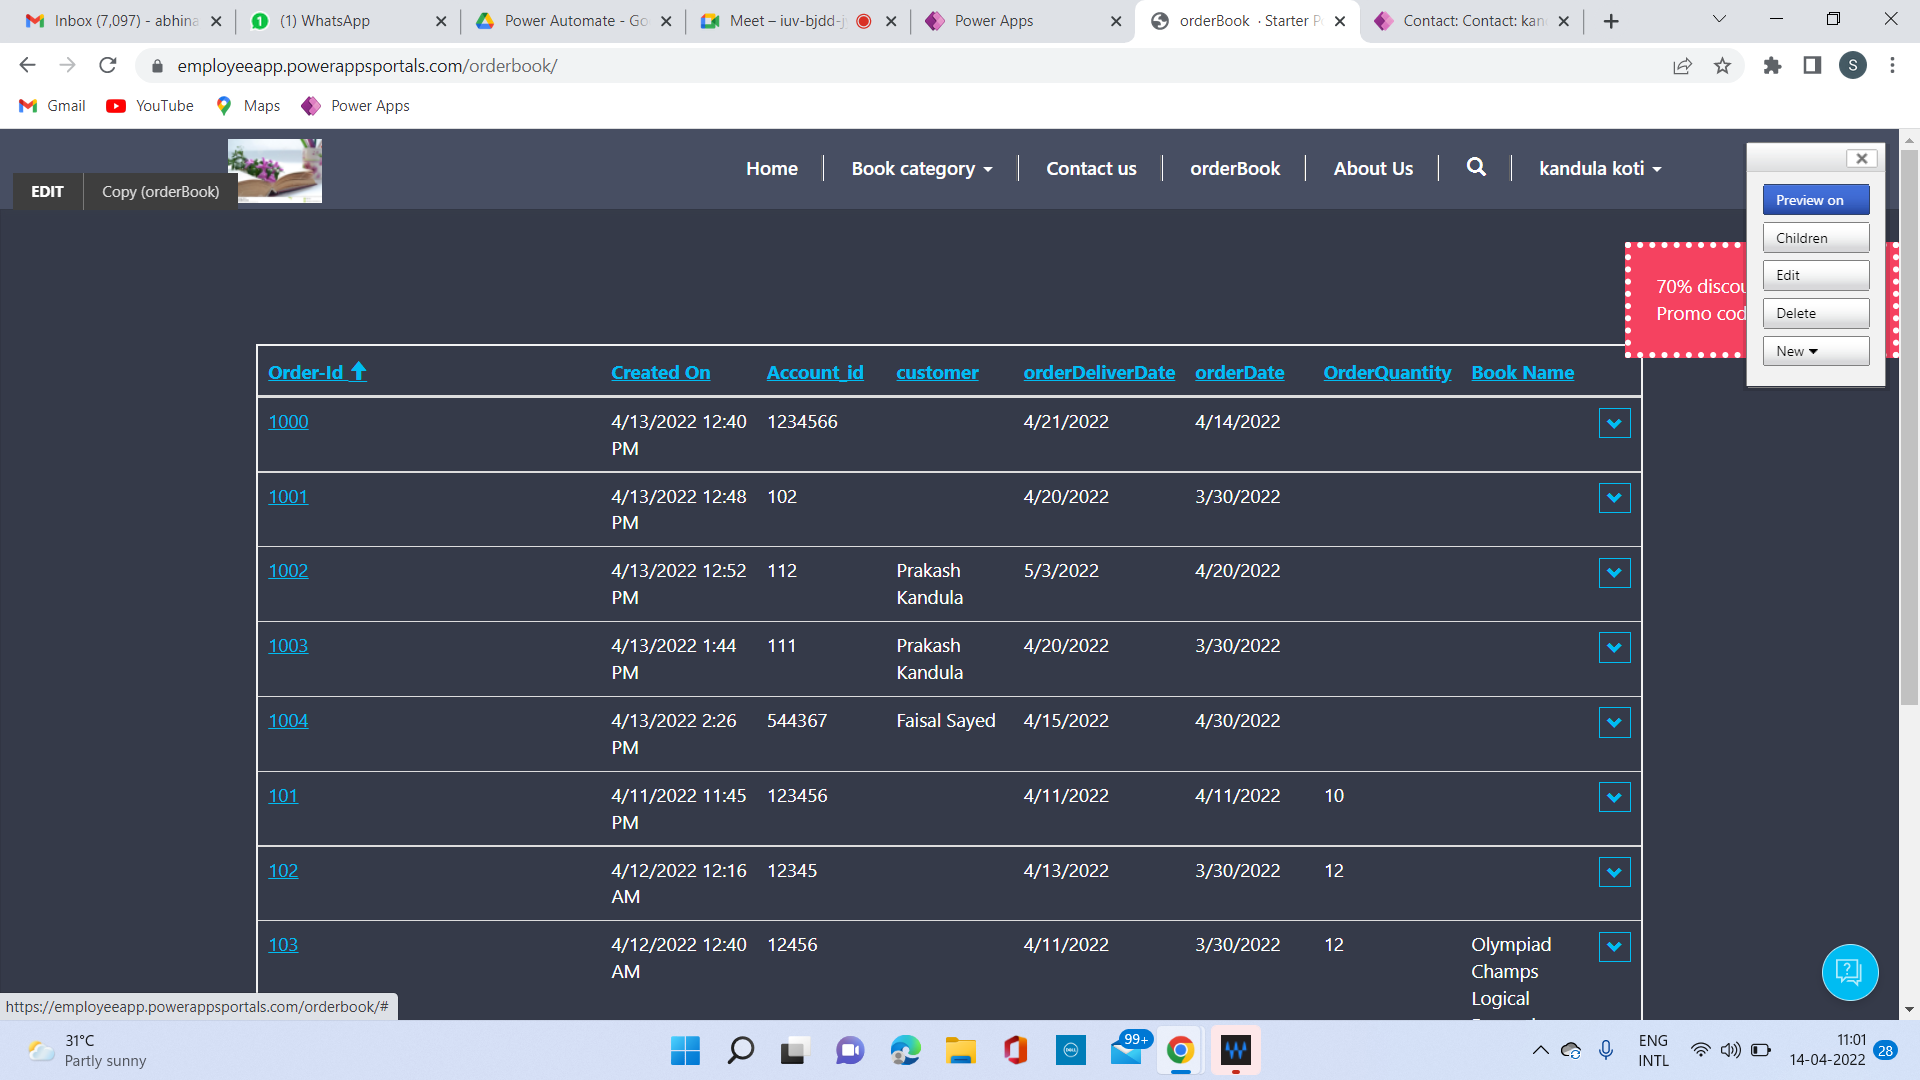 Inbox (7,097) - abhina
(1) WhatsApp
Power Automate - Go
Meet – iuv-bjdd-j
Power Apps
orderBook · Starter P
Contact: Contact: kan
employeeapp.powerappsportals.com/orderbook/
S
Gmail
YouTube
Maps
Power Apps
Home
Book category
Contact us
orderBook
About Us
kandula koti
EDIT
Copy (orderBook)
Preview on
Children
Edit
Delete
New
70% discou
Promo cod
Order-Id Created On Account_id customer orderDeliverDate orderDate OrderQuantity Book Name
1000 4/13/2022 12:40 1234566 4/21/2022 4/14/2022
PM
1001 4/13/2022 12:48 102 4/20/2022 3/30/2022
PM
1002 4/13/2022 12:52 112 Prakash 5/3/2022 4/20/2022
PM Kandula
1003 4/13/2022 1:44 111 Prakash 4/20/2022 3/30/2022
PM Kandula
1004 4/13/2022 2:26 544367 Faisal Sayed 4/15/2022 4/30/2022
PM
101 4/11/2022 11:45 123456 4/11/2022 4/11/2022 10
PM
102 4/12/2022 12:16 12345 4/13/2022 3/30/2022 12
AM
103 4/12/2022 12:40 12456 4/11/2022 3/30/2022 12 Olympiad
AM Champs
Logical
https://employeeapp.powerappsportals.com/orderbook/#
31°C
Partly sunny
DELL
99+
ENG
INTL
11:01
14-04-2022
28